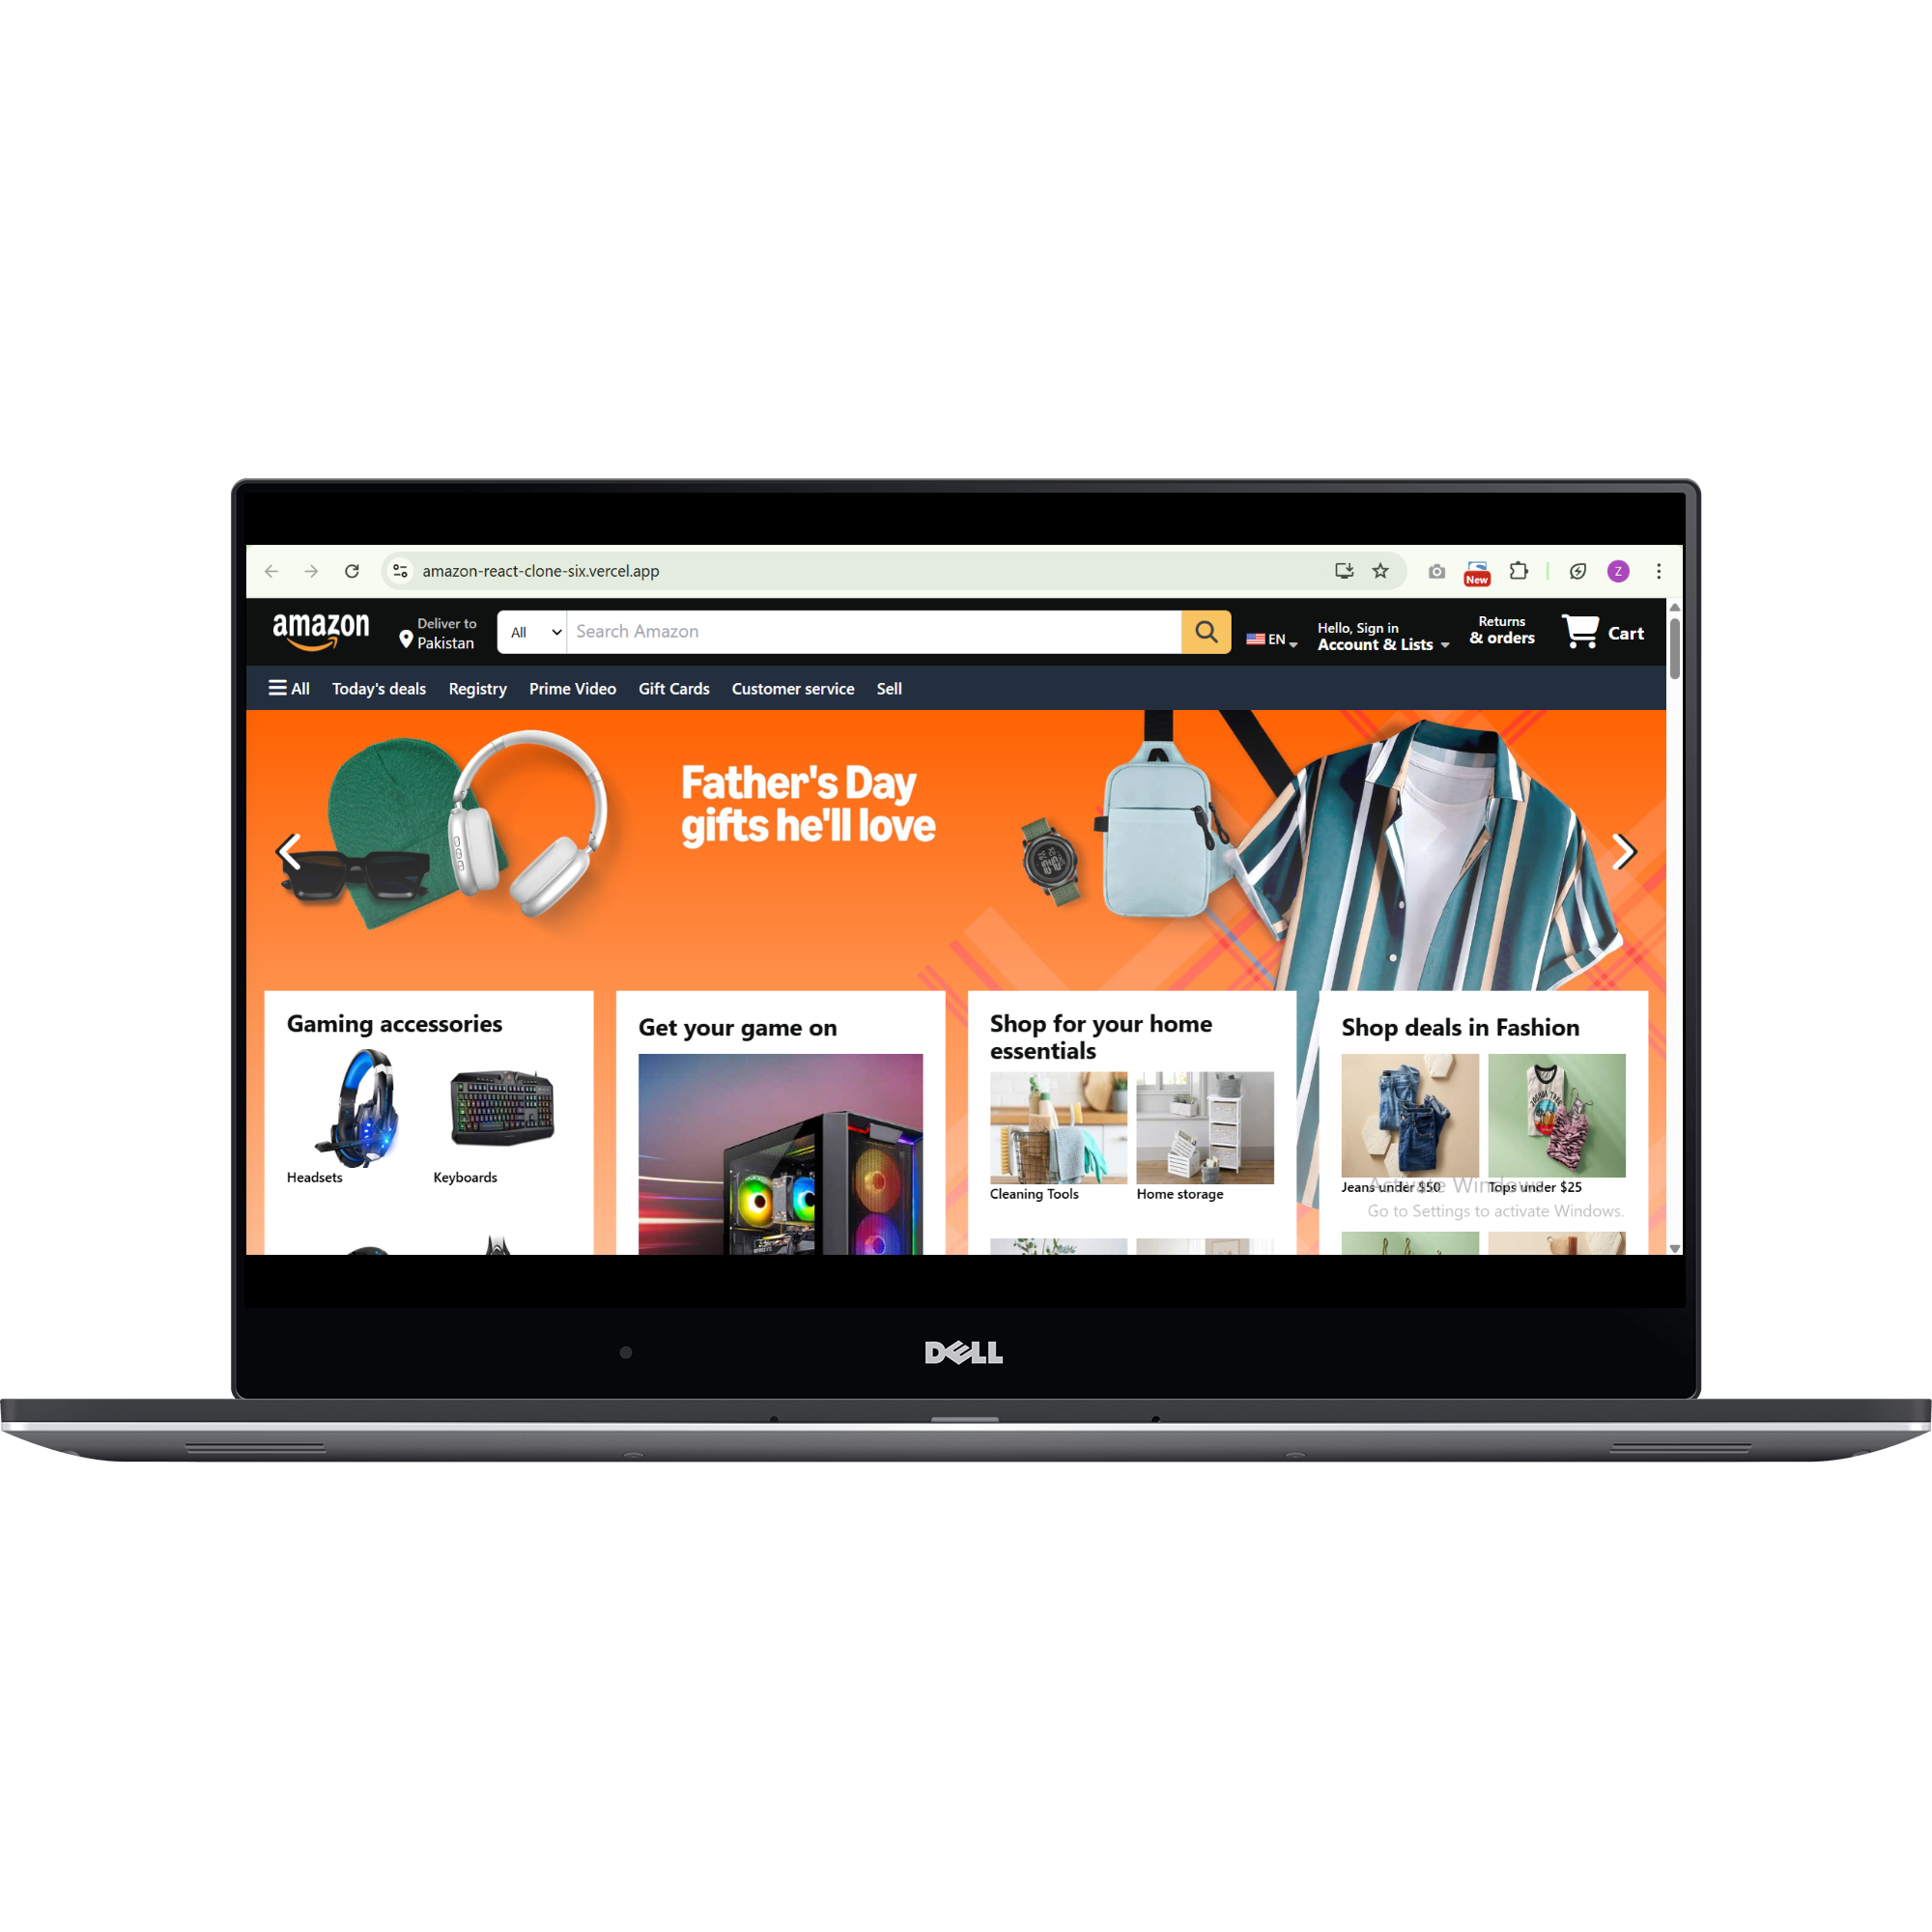 amazon-react-clone-six.vercel.app
New
Z
amazon
Deliver to
Pakistan
All
Search Amazon
EN
Hello, Sign in
Account & Lists
Returns
& orders
Cart
All Today's deals Registry Prime Video Gift Cards Customer service Sell
Father's Day
gifts he'll love
Gaming accessories
Headsets
Keyboards
Get your game on
Shop for your home
essentials
Cleaning Tools
Home storage
Shop deals in Fashion
Jeans under $50
Tops under $25
Activate Windows
Go to Settings to activate Windows.
DELL